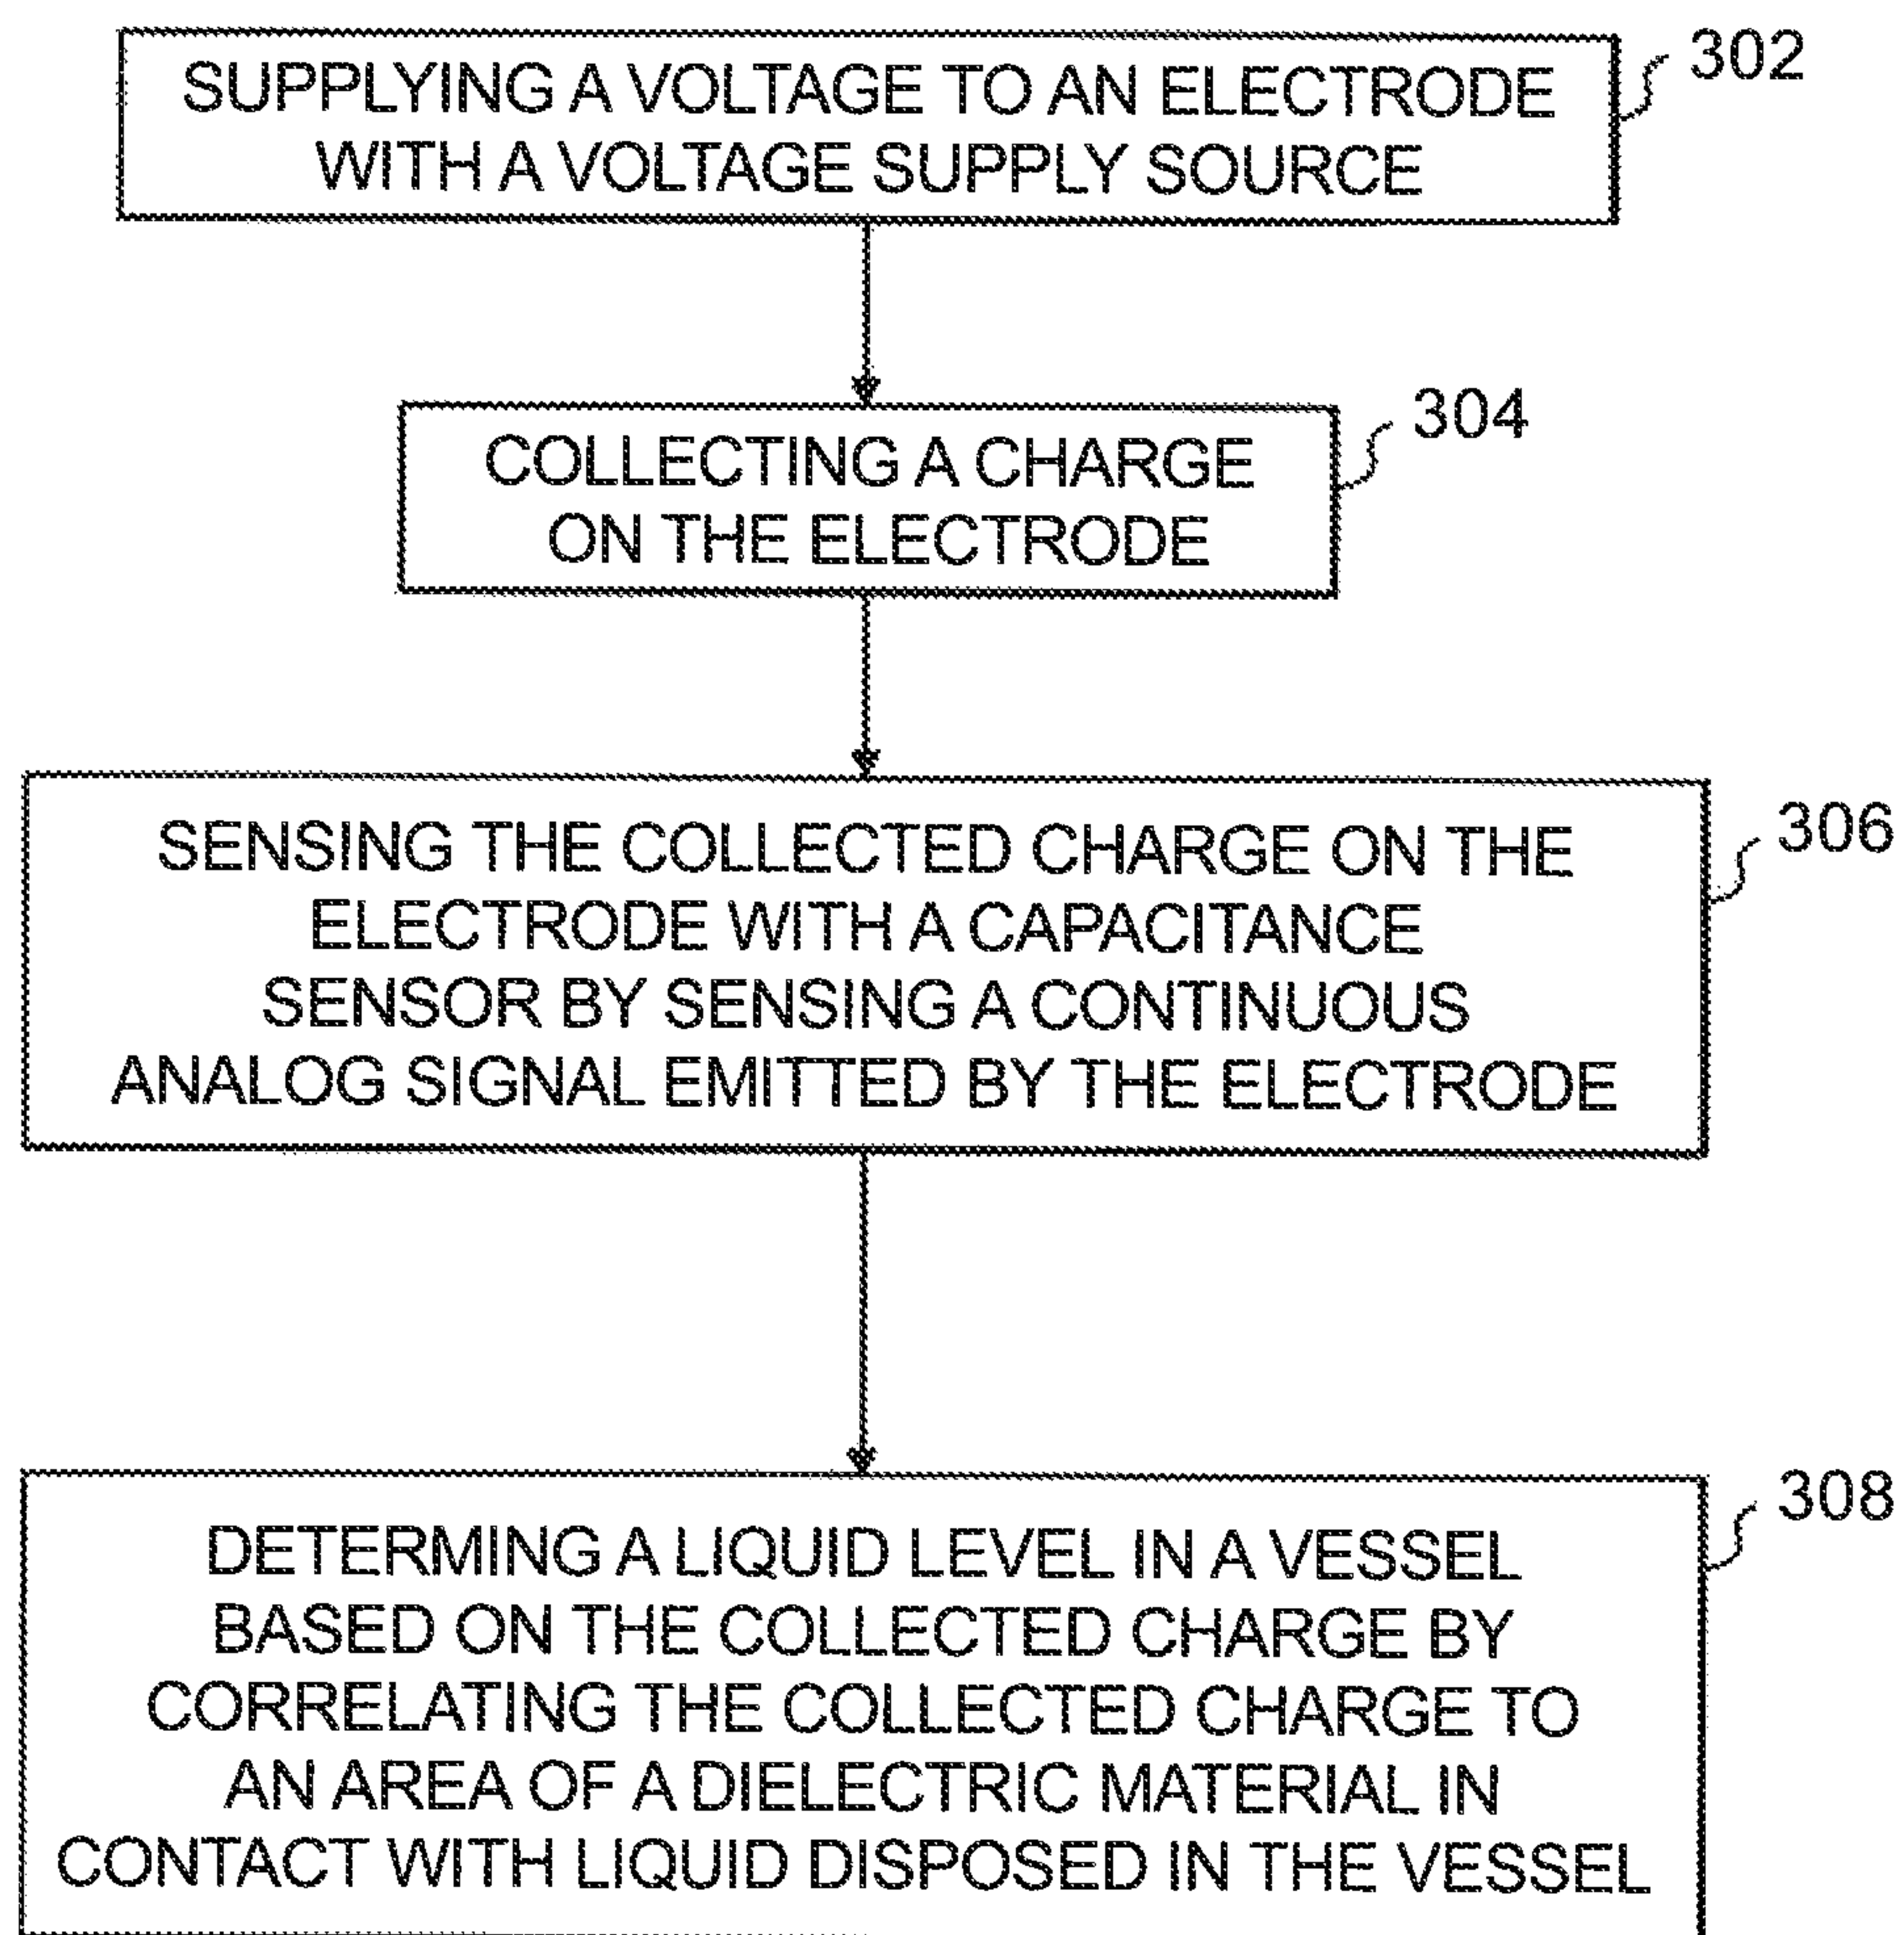 SUPPLYING A VOLTAGE TO AN ELECTRODE
WITH A VOLTAGE SUPPLY SOURCE
302
COLLECTING A CHARGE
ON THE ELECTRODE
304
SENSING THE COLLECTED CHARGE ON THE
ELECTRODE WITH A CAPACITANCE
SENSOR BY SENSING A CONTINUOUS
ANALOG SIGNAL EMITTED BY THE ELECTRODE
306
DETERMING A LIQUID LEVEL IN A VESSEL
BASED ON THE COLLECTED CHARGE BY
CORRELATING THE COLLECTED CHARGE TO
AN AREA OF A DIELECTRIC MATERIAL IN
CONTACT WITH LIQUID DISPOSED IN THE VESSEL
308